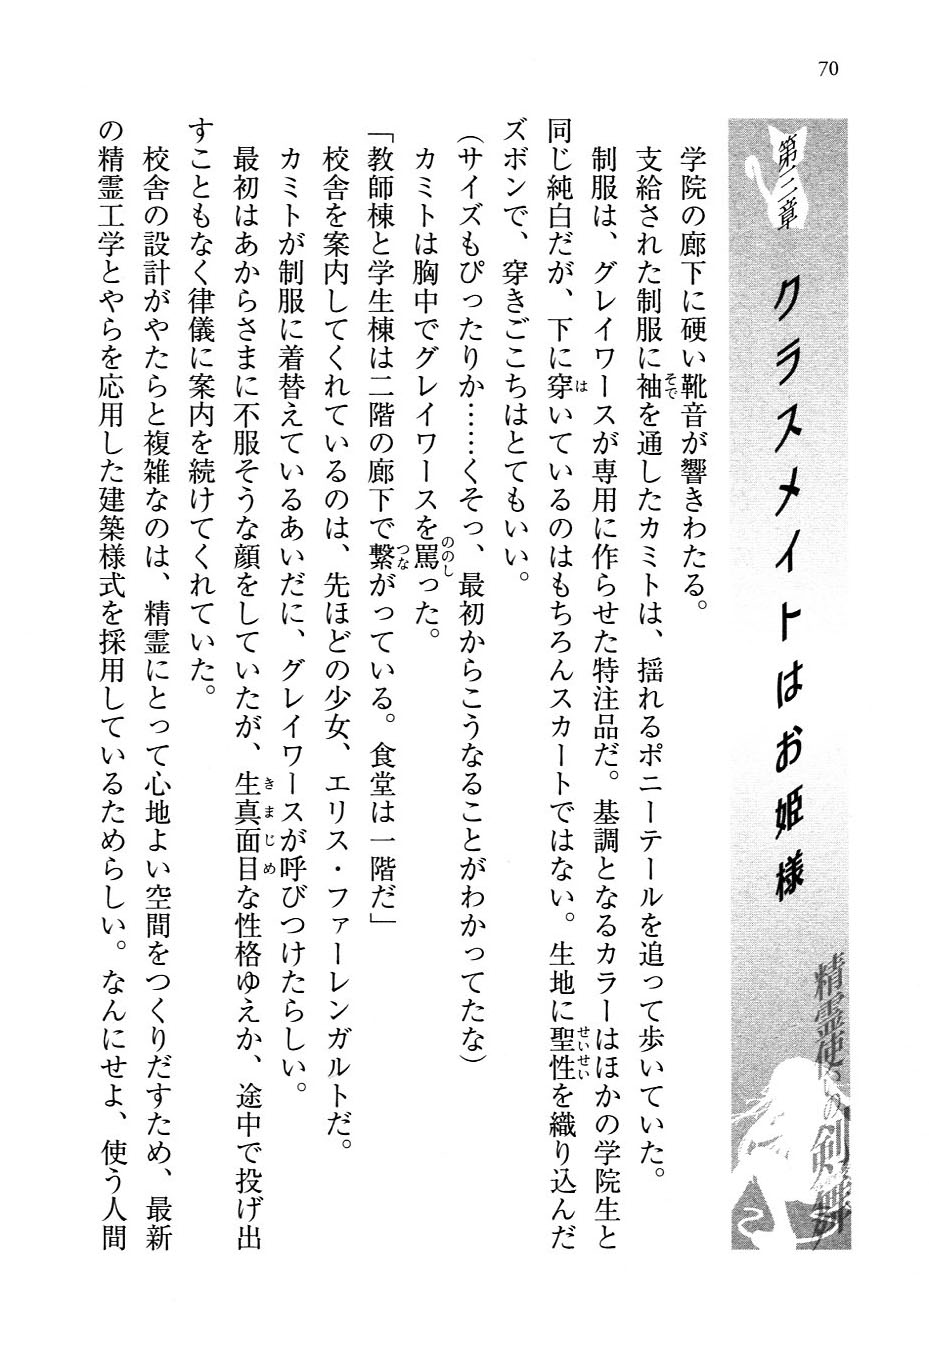 70
第三章 クラスメイトはお姫様
精霊使いの剣舞
学院の廊下に硬い靴音が響きわたる。
支給された制服に袖を通したカミトは、揺れるポニーテールを追って歩いていた。
制服は、グレイワースが専用に作らせた特注品だ。基調となるカラーはほかの学院生と
同じ純白だが、下に穿いているのはもちろんスカートではない。生地に聖性を織り込んだ
ズボンで、穿きごこちはとてもいい。
(サイズもぴったりか……くそっ、最初からこうなることがわかってたな)
カミトは胸中でグレイワースを罵った。
「教師棟と学生棟は二階の廊下で繋がっている。食堂は一階だ」
校舎を案内してくれているのは、先ほどの少女、エリス・ファーレンガルトだ。
カミトが制服に着替えているあいだに、グレイワースが呼びつけたらしい。
最初はあからさまに不服そうな顔をしていたが、生真面目な性格ゆえか、途中で投げ出
すこともなく律儀に案内を続けてくれていた。
校舎の設計がやたらと複雑なのは、精霊にとって心地よい空間をつくりだすため、最新
の精霊工学とやらを応用した建築様式を採用しているためらしい。なんにせよ、使う人間